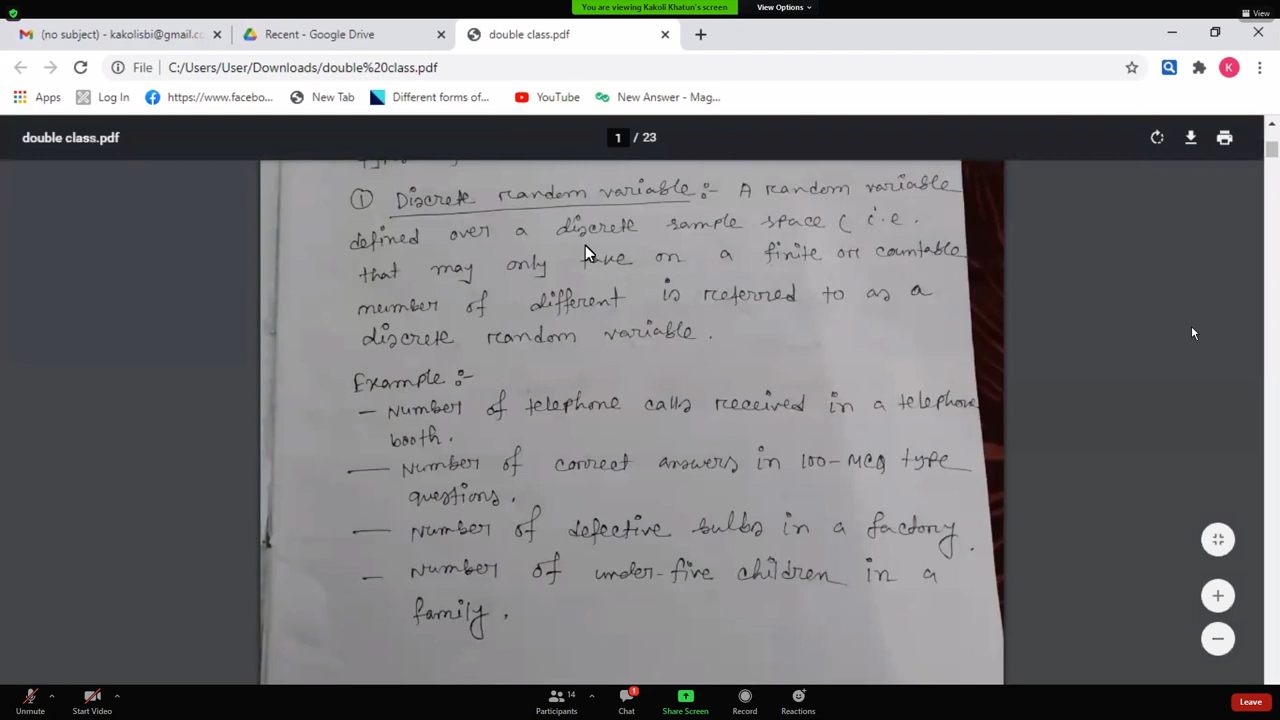 You are viewing Kakoli Khatun's screen
View Options
View
(no subject) - kakolisbi@gmail.co
Recent - Google Drive
double class.pdf
File
C:/Users/User/Downloads/double%20class.pdf
K
Apps
Log In
https://www.facebo...
New Tab
Different forms of...
YouTube
New Answer - Mag...
double class.pdf
1 / 23
① Discrete random variable :- A random variable
defined over a discrete sample space ( i.e.
that may only take on a finite or countable
number of different is referred to as a
discrete random variable.
Example :-
— Number of telephone calls received in a telephone
booth.
— Number of correct answers in 100-MCQ type
questions.
— Number of defective bulbs in a factory.
— Number of under-five children in a
family.
Unmute
Start Video
14
Participants
1
Chat
Share Screen
Record
Reactions
Leave